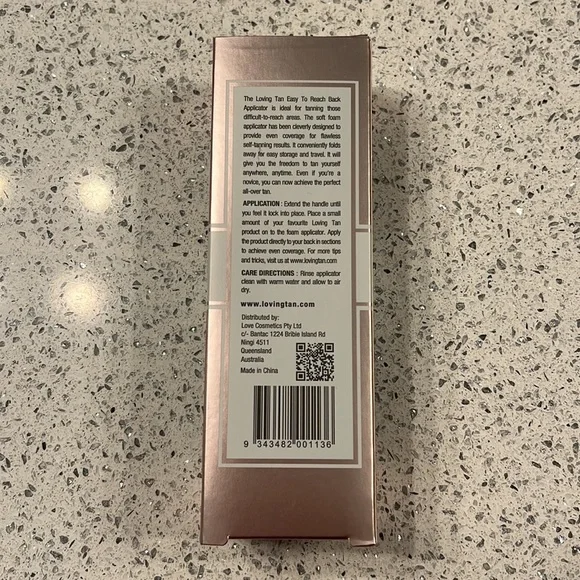 The Loving Tan Easy To Reach Back
Applicator is ideal for tanning those
difficult-to-reach areas. The soft foam
applicator has been cleverly designed to
provide even coverage for flawless
self-tanning results. It conveniently folds
away for easy storage and travel. It will
give you the freedom to tan yourself
anywhere, anytime. Even if you're a
novice, you can now achieve the perfect
all-over tan.
APPLICATION : Extend the handle until
you feel it lock into place. Place a small
amount of your favourite Loving Tan
product on to the foam applicator. Apply
the product directly to your back in sections
to achieve even coverage. For more tips
and tricks, visit us at www.lovingtan.com
CARE DIRECTIONS : Rinse applicator
clean with warm water and allow to air
dry.
www.lovingtan.com
Distributed by:
Love Cosmetics Pty Ltd
c/- Bantac 1224 Bribie Island Rd
Ningi 4511
Queensland
Australia
Made in China
9 343482 001136